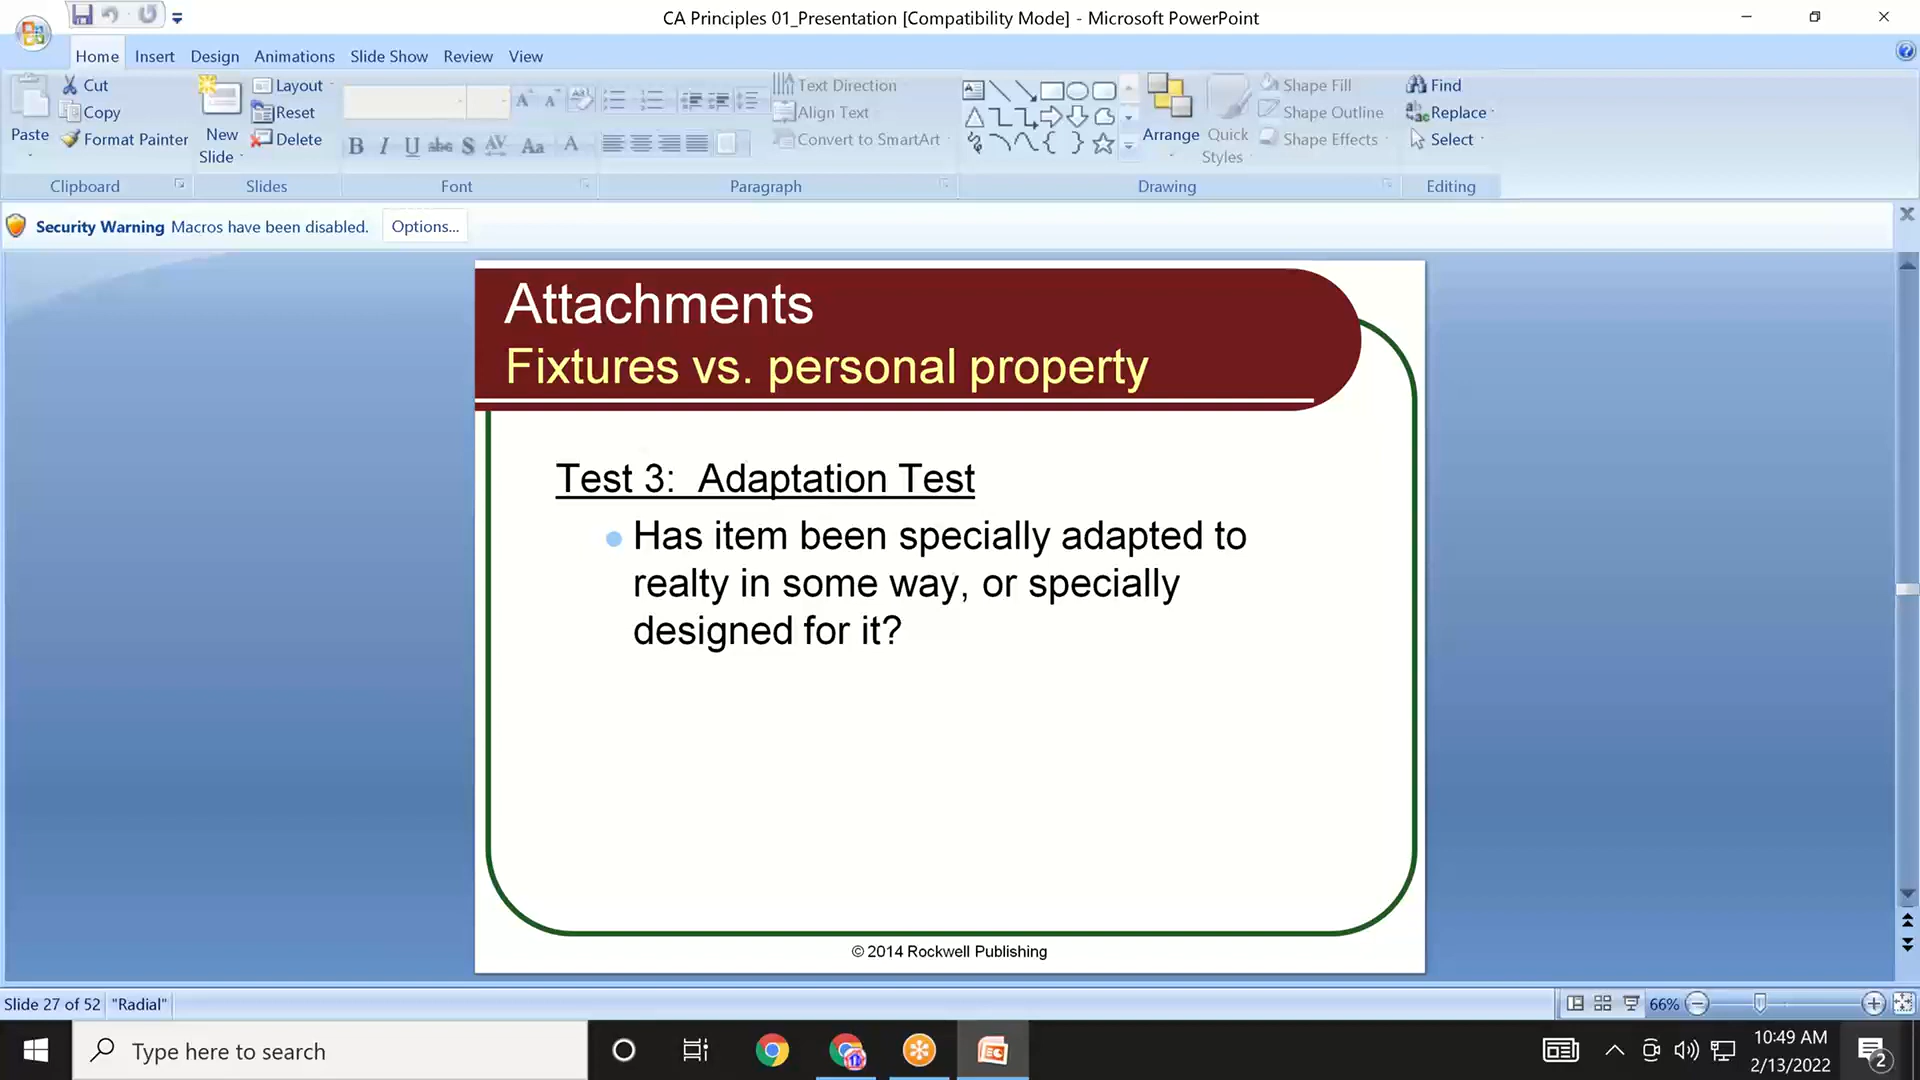 CA Principles 01_Presentation [Compatibility Mode] - Microsoft PowerPoint
Home Insert Design Animations Slide Show Review View
Paste
Cut
Copy
Format Painter
Clipboard
New
Slide
Layout
Reset
Delete
Slides
Font
Text Direction
Align Text
Convert to SmartArt
Paragraph
Arrange
Quick
Styles
Shape Fill
Shape Outline
Shape Effects
Drawing
Find
Replace
Select
Editing
Security Warning Macros have been disabled. Options...
Attachments
Fixtures vs. personal property
Test 3: Adaptation Test
Has item been specially adapted to
realty in some way, or specially
designed for it?
© 2014 Rockwell Publishing
Slide 27 of 52 "Radial" 66%
Type here to search
10:49 AM
2/13/2022
2